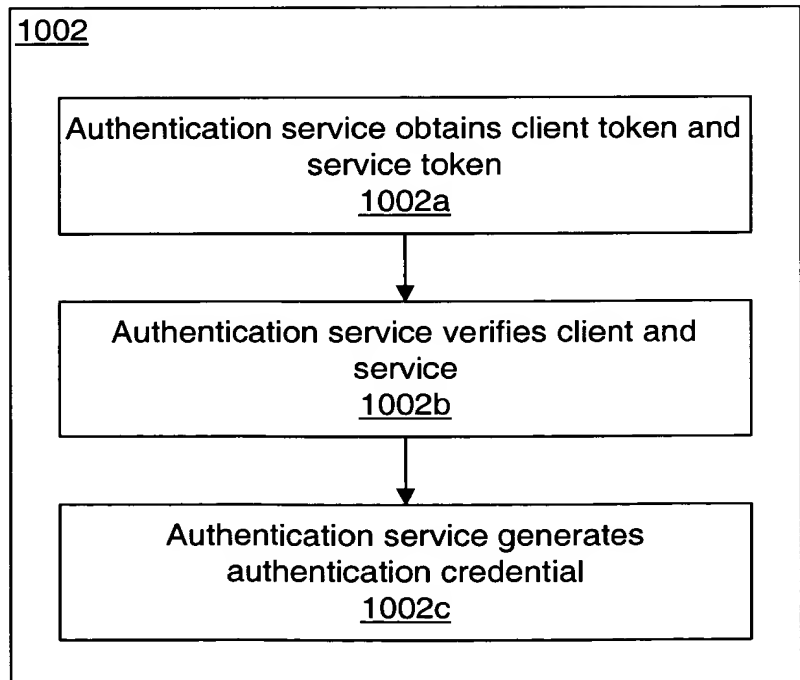 1002
Authentication service obtains client token and
service token
1002a
Authentication service verifies client and
service
1002b
Authentication service generates
authentication credential
1002c